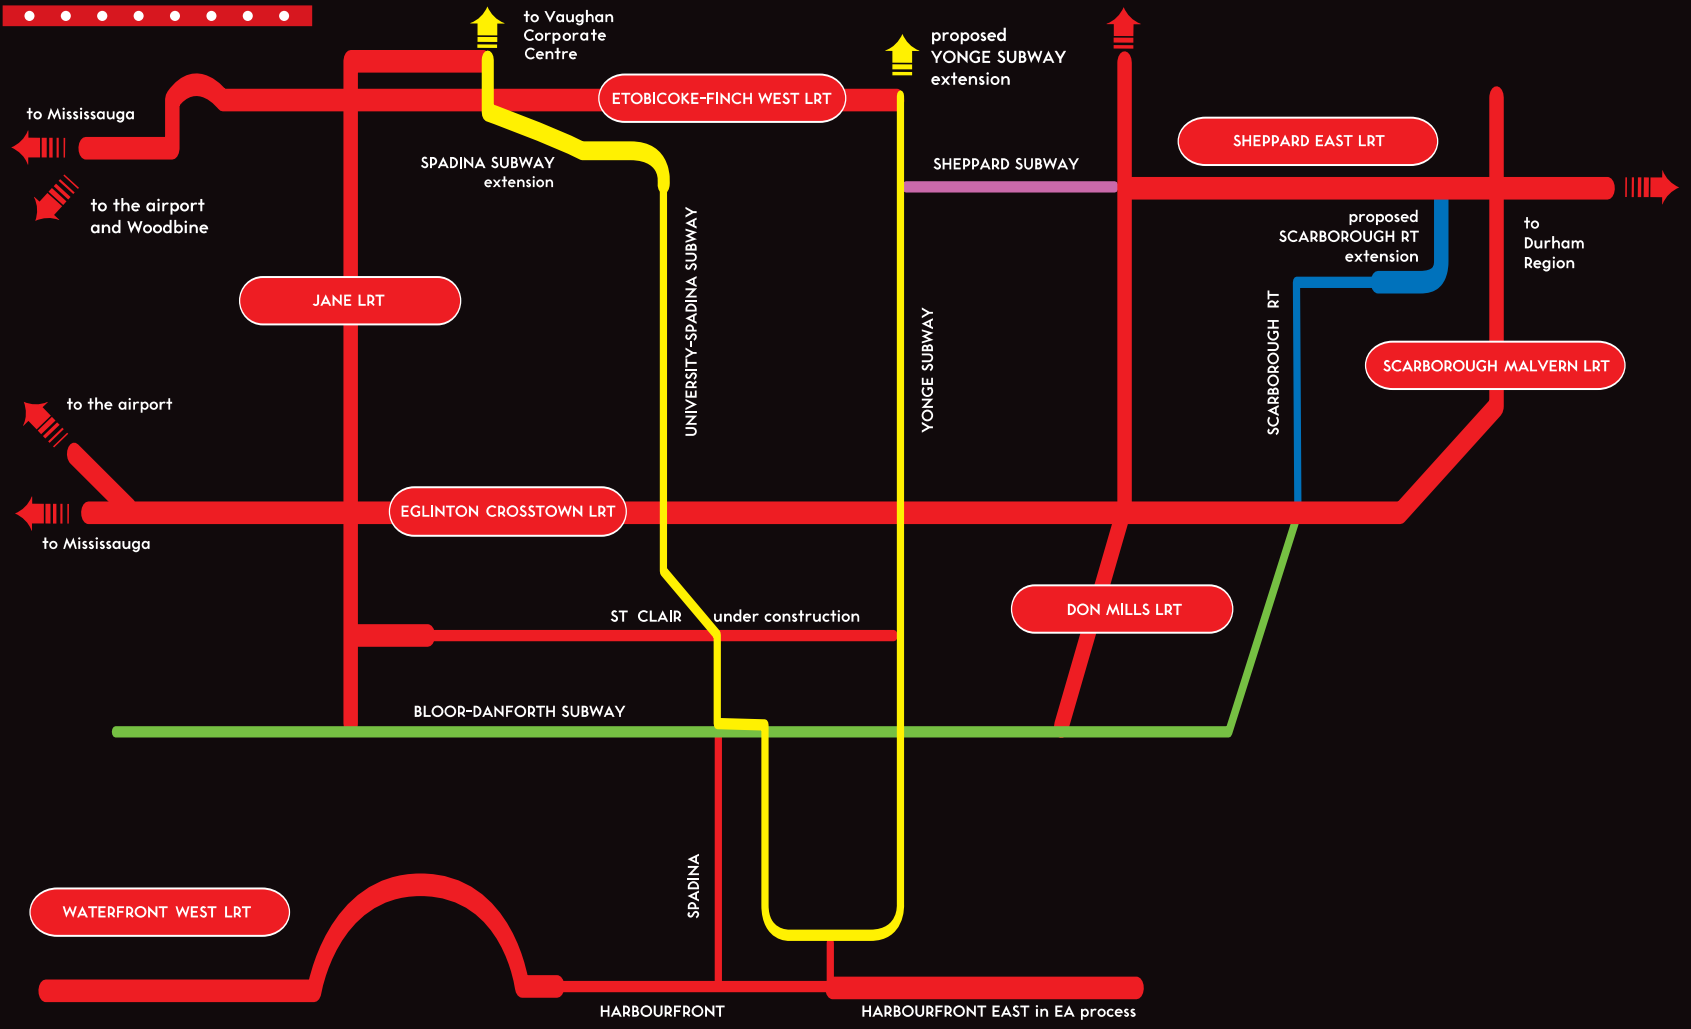 to Vaughan
Corporate
Centre
proposed
YONGE SUBWAY
extension
ETOBICOKE-FINCH WEST LRT
to Mississauga
SHEPPARD EAST LRT
SPADINA SUBWAY
extension
SHEPPARD SUBWAY
to the airport
and Woodbine
proposed
SCARBOROUGH RT
extension
to
Durham
Region
JANE LRT
UNIVERSITY-SPADINA SUBWAY
YONGE SUBWAY
SCARBOROUGH RT
SCARBOROUGH MALVERN LRT
to the airport
EGLINTON CROSSTOWN LRT
to Mississauga
ST CLAIR under construction
DON MILLS LRT
BLOOR-DANFORTH SUBWAY
SPADINA
WATERFRONT WEST LRT
HARBOURFRONT
HARBOURFRONT EAST in EA process